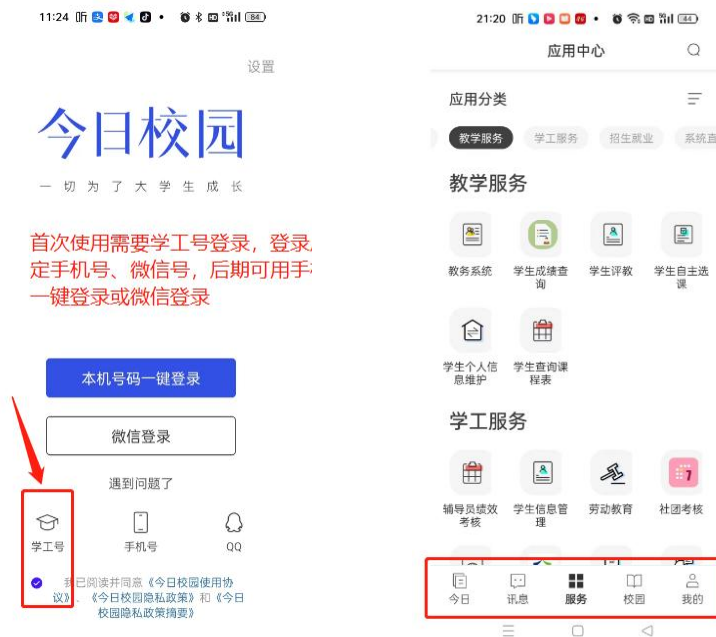 11:24
84
设置
今日校园
一切为了大学生成长
首次使用需要学工号登录，登录
定手机号、微信号，后期可用手
一键登录或微信登录
本机号码一键登录
微信登录
遇到问题了
学工号
手机号
QQ
我已阅读并同意《今日校园使用协
议》、《今日校园隐私政策》和《今日
校园隐私政策摘要》
21:20
44
应用中心
应用分类
教学服务
学工服务
招生就业
系统直
教学服务
教务系统
学生成绩查
询
学生评教
学生自主选
课
学生个人信
息维护
学生查询课
程表
学工服务
辅导员绩效
考核
学生信息管
理
劳动教育
社团考核
今日
讯息
服务
校园
我的